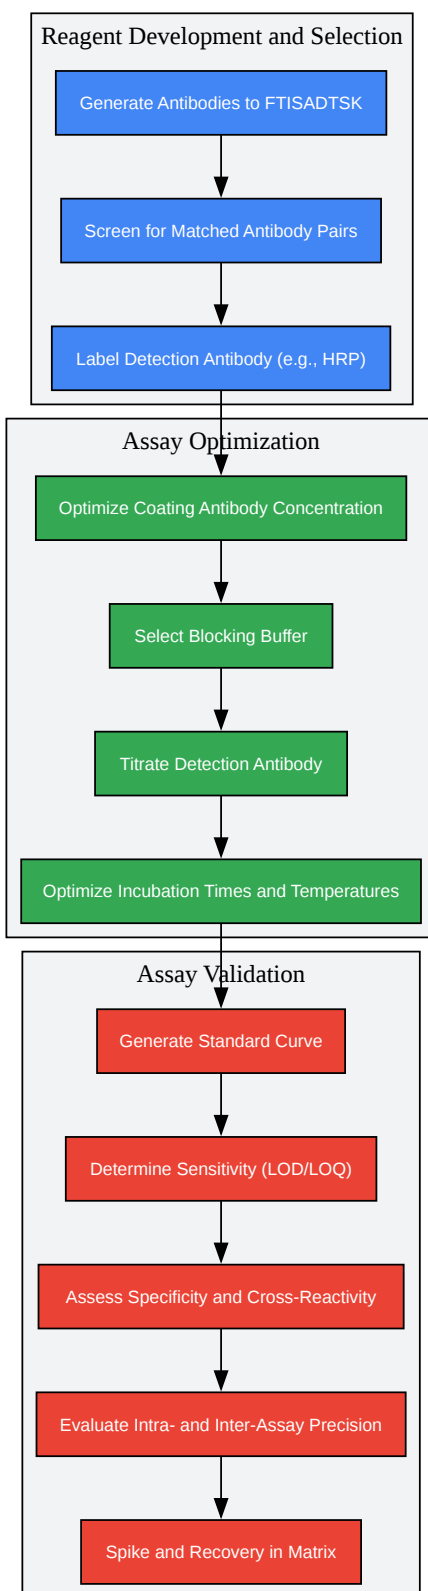 Reagent Development and Selection
Generate Antibodies to FTISADTSK
Screen for Matched Antibody Pairs
Label Detection Antibody (e.g., HRP)
Assay Optimization
Optimize Coating Antibody Concentration
Select Blocking Buffer
Titrate Detection Antibody
Optimize Incubation Times and Temperatures
Assay Validation
Generate Standard Curve
Determine Sensitivity (LOD/LOQ)
Assess Specificity and Cross-Reactivity
Evaluate Intra- and Inter-Assay Precision
Spike and Recovery in Matrix